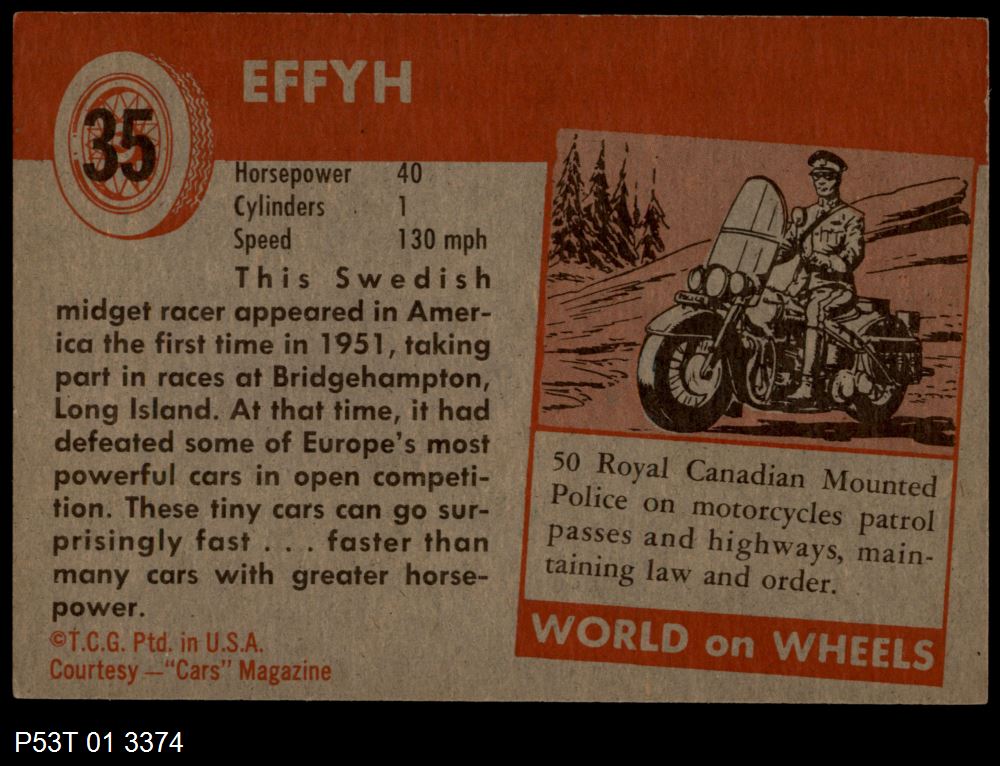 35
EFFYH
Horsepower 40
Cylinders 1
Speed 130 mph
This Swedish
midget racer appeared in Amer-
ica the first time in 1951, taking
part in races at Bridgehampton,
Long Island. At that time, it had
defeated some of Europe's most
powerful cars in open competi-
tion. These tiny cars can go sur-
prisingly fast . . . faster than
many cars with greater horse-
power.
©T.C.G. Ptd. in U.S.A.
Courtesy—"Cars" Magazine
POLICE
50 Royal Canadian Mounted
Police on motorcycles patrol
passes and highways, main-
taining law and order.
WORLD on WHEELS
P53T 01 3374